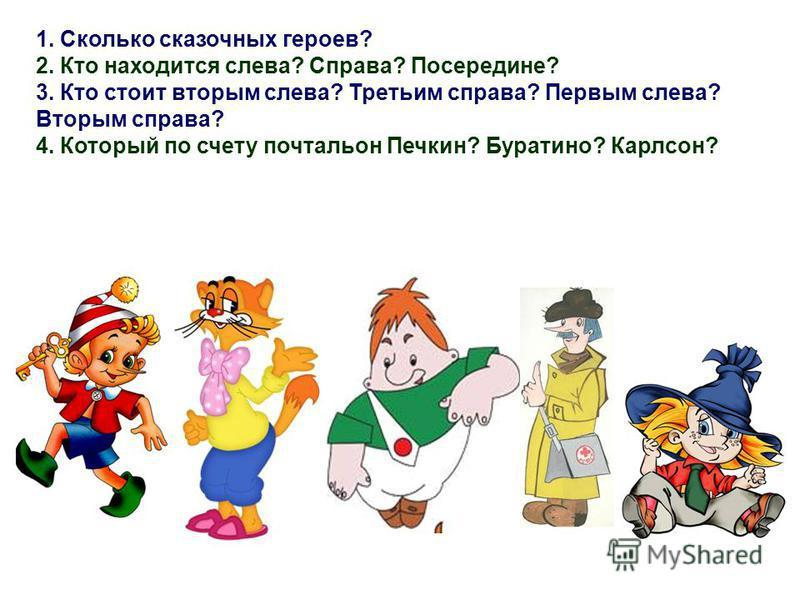 1. Сколько сказочных героев?
2. Кто находится слева? Справа? Посередине?
3. Кто стоит вторым слева? Третьим справа? Первым слева?
Вторым справа?
4. Который по счету почтальон Печкин? Буратино? Карлсон?
MyShared